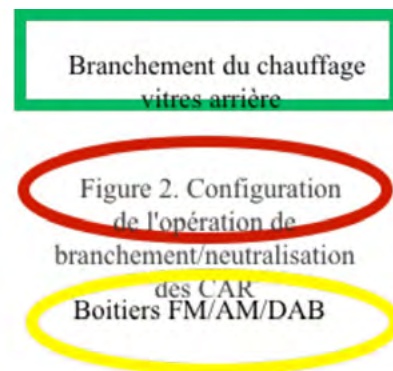 Branchement du chauffage
vitres arrière
Figure 2. Configuration
de l'opération de
branchement/neutralisation
des CAR
Boitiers FM/AM/DAB